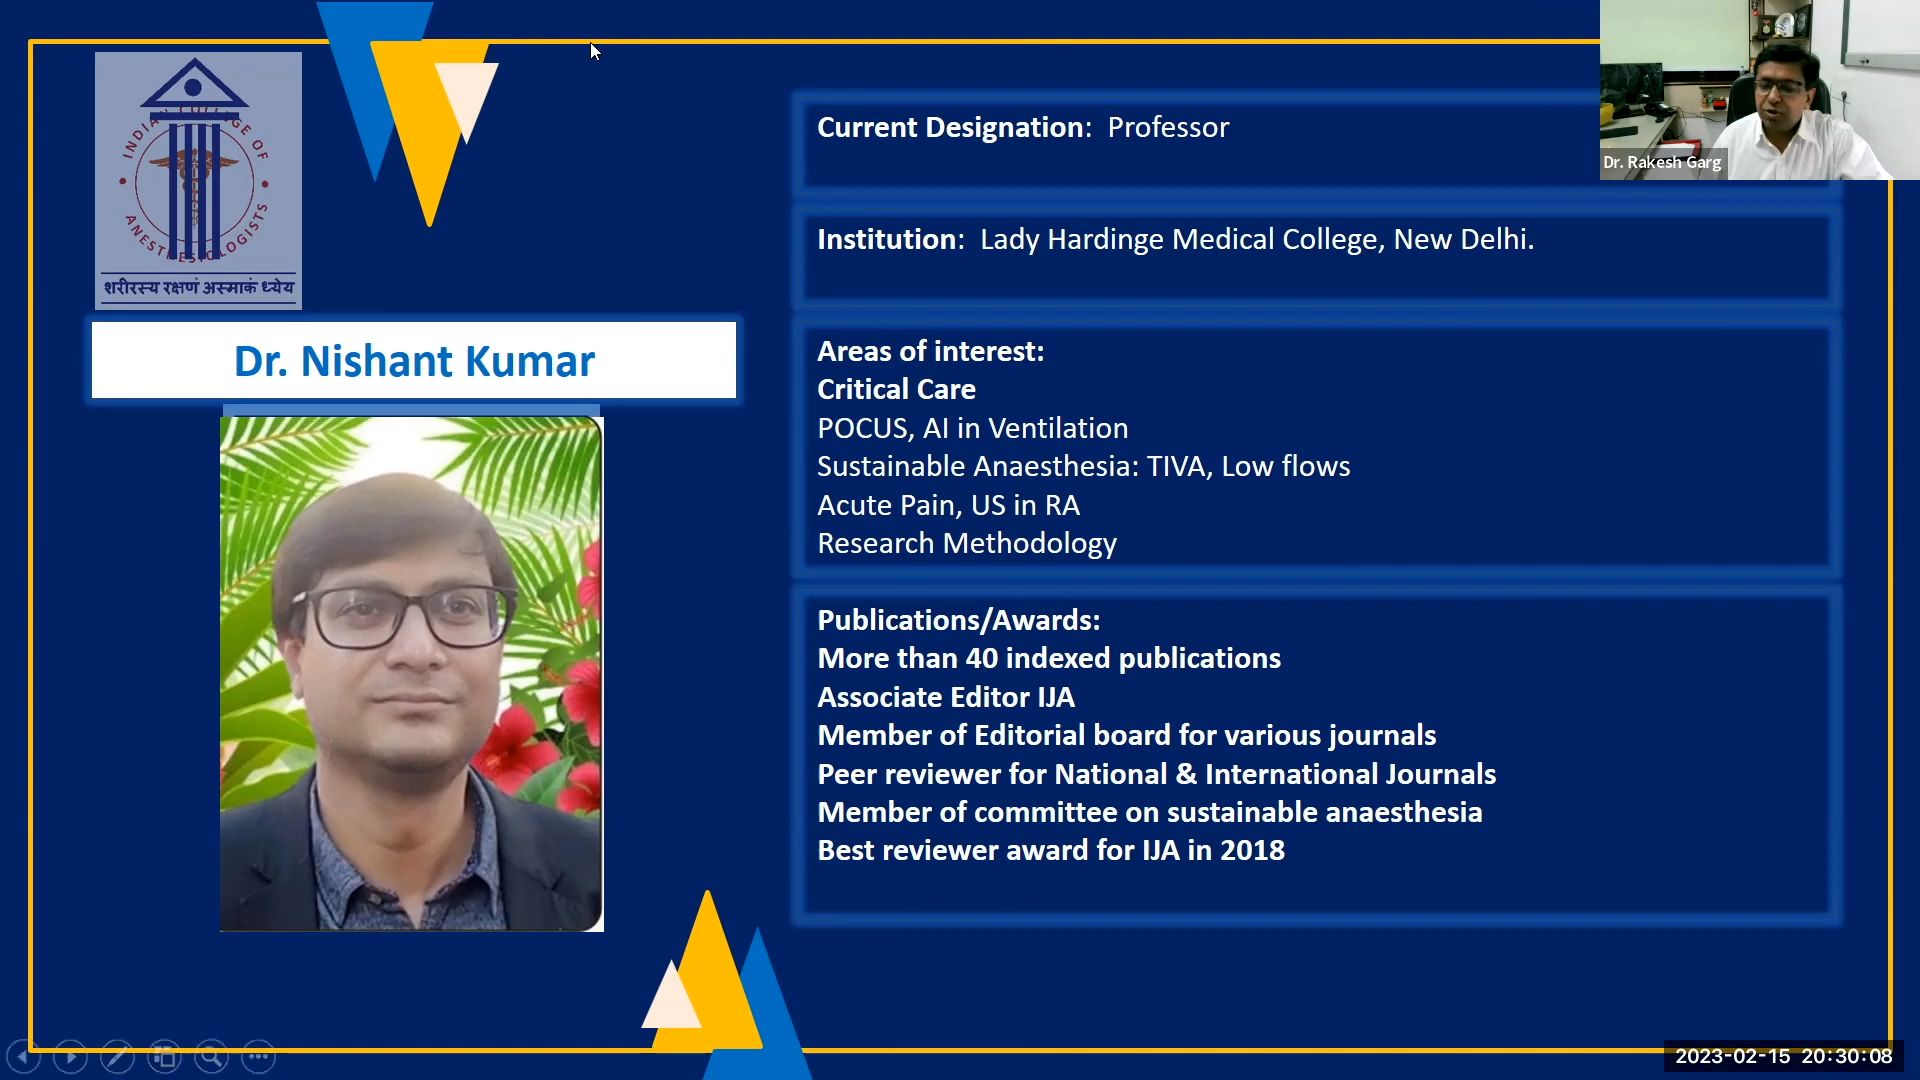 INDIAN COLLEGE OF
ANESTHESIOLOGISTS
शरीरस्य रक्षणं अस्माकं ध्येय
Dr. Nishant Kumar
Current Designation: Professor
Institution: Lady Hardinge Medical College, New Delhi.
Areas of interest:
Critical Care
POCUS, AI in Ventilation
Sustainable Anaesthesia: TIVA, Low flows
Acute Pain, US in RA
Research Methodology
Publications/Awards:
More than 40 indexed publications
Associate Editor IJA
Member of Editorial board for various journals
Peer reviewer for National & International Journals
Member of committee on sustainable anaesthesia
Best reviewer award for IJA in 2018
Dr. Rakesh Garg
2023-02-15 20:30:08